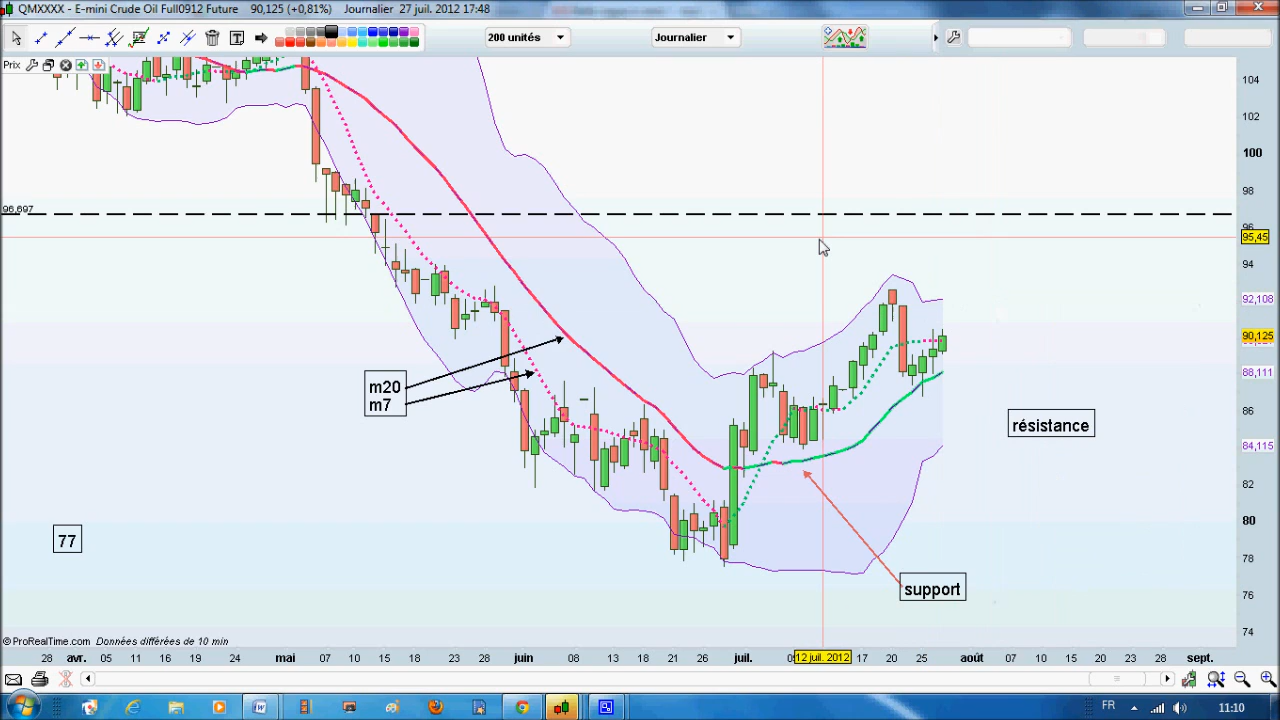 QMXXXX - E-mini Crude Oil Full0912 Future 90,125 (+0,81%) Journalier 27 juil. 2012 17:48
200 unités
Journalier
Prix
104
102
100
98
96,697
96
95,45
94
92,108
90,125
88,111
m20
m7
86
résistance
84,115
82
80
77
78
support
76
74
© ProRealTime.com Données différées de 10 min
28 avr. 05 11 16 19 24 mai 07 10 15 18 23 28 juin 08 13 18 21 26 juil. 12 juil. 2012 17 20 25 août 07 10 15 20 23 28 sept.
FR 11:10